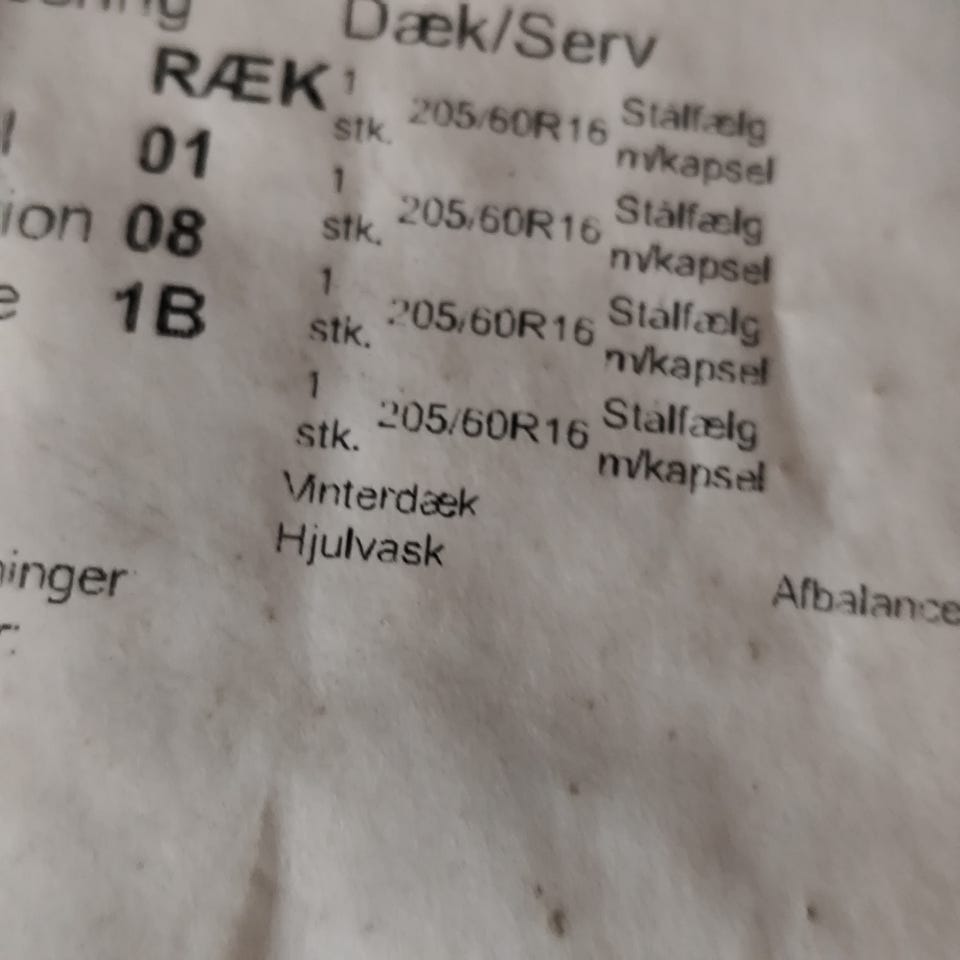 Dæk/Serv
RÆK
01
ion 08
1B
1 stk. 205/60R16 Stålfælg m/kapsel
1 stk. 205/60R16 Stålfælg m/kapsel
1 stk. 205/60R16 Stålfælg m/kapsel
1 stk. 205/60R16 Stålfælg m/kapsel
Vinterdæk
Hjulvask
inger
Afbalance